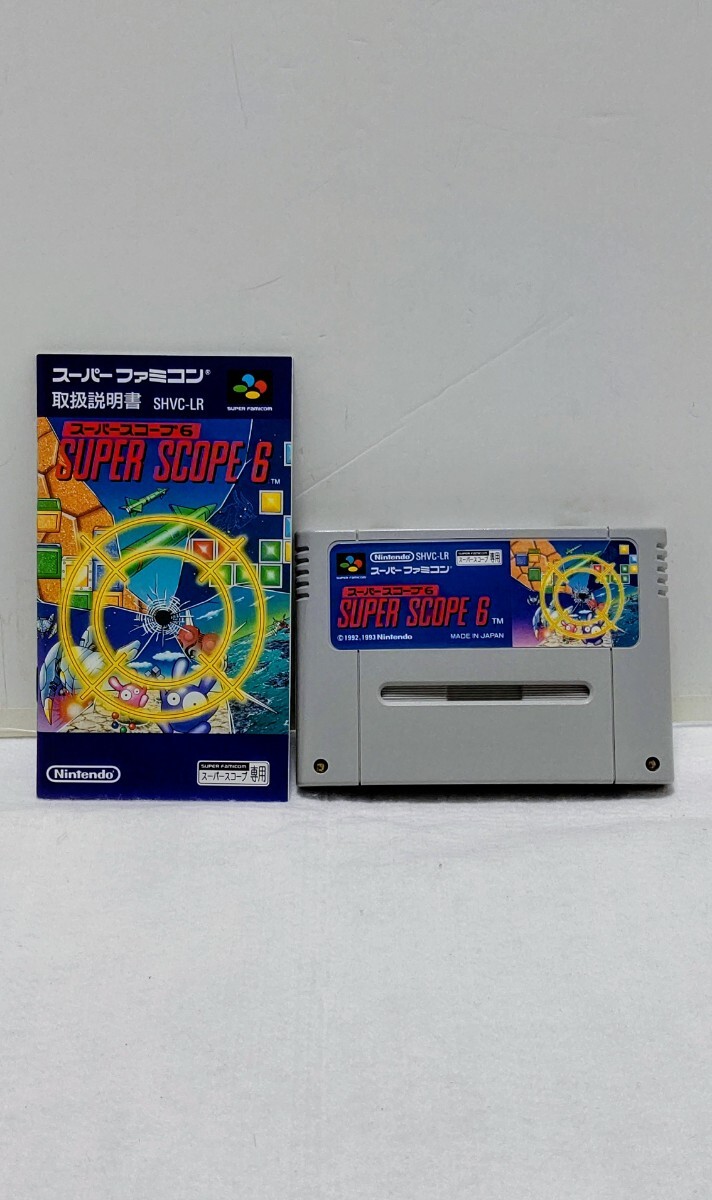 スーパーファミコン®
取扱説明書 SHVC-LR
SUPER FAMICOM
スーパースコープ6
SUPER SCOPE 6 TM
Nintendo
SUPER FAMICOM
スーパースコープ専用
SUPER FAMICOM
Nintendo SHVC-LR
スーパーファミコン®
SUPER FAMICOM
スーパースコープ専用
スーパースコープ6
SUPER SCOPE 6 TM
©1992,1993 Nintendo MADE IN JAPAN